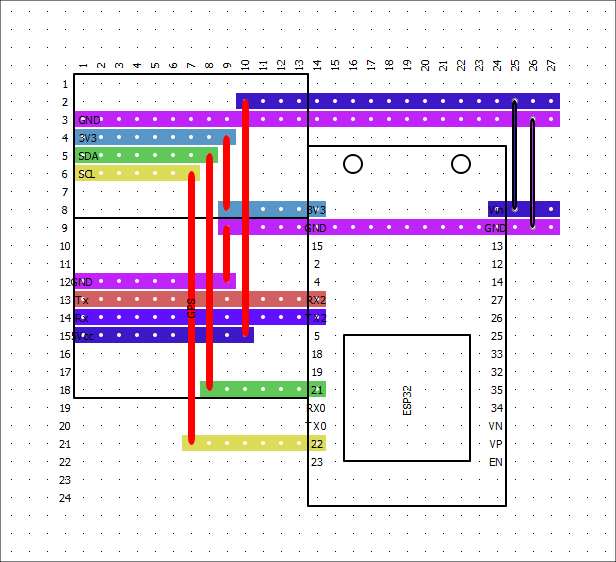 1 2 3 4 5 6 7 8 9 10 11 12 13 14 15 16 17 18 19 20 21 22 23 24 25 26 27
1
2
3 GND
4 3V3
5 SDA
6 SCL
7
8 3V3 Vin
9 GND GND
10 15 13
11 2 12
12 GND 4 14
13 Tx RX2 27
14 Rx TX2 26
15 5Vcc 5 25
16 18 33
17 19 32
18 21 35
19 RX0 34
20 TX0 VN
21 22 VP
22 23 EN
23
24
GPS
ESP32